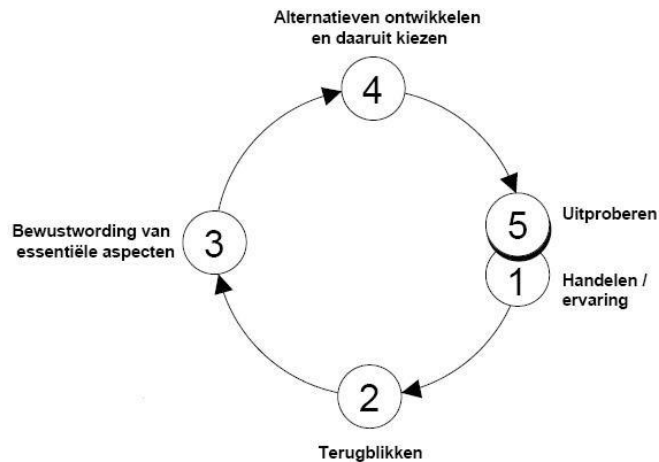 Alternatieven ontwikkelen
en daaruit kiezen
4
5
Uitproberen
Bewustwording van
essentiële aspecten
3
1
Handelen /
ervaring
2
Terugblikken